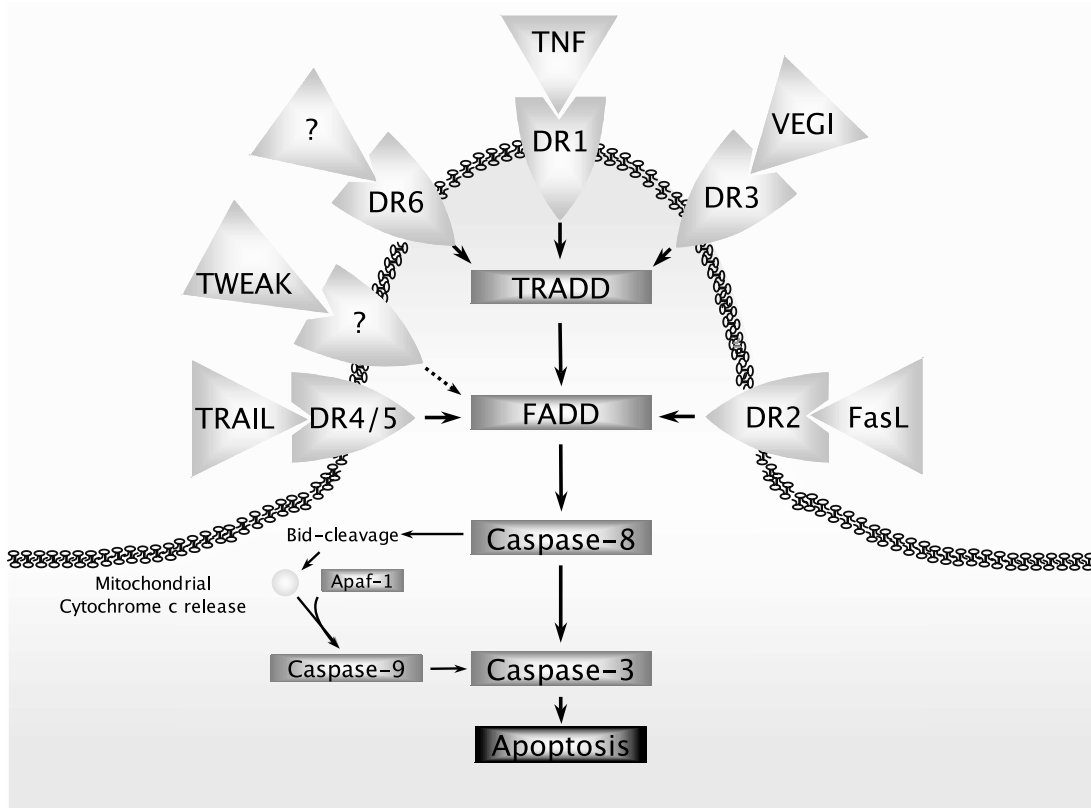 TNF
?
DR1
VEGI
DR6
DR3
TWEAK
TRADD
?
TRAIL
DR4/5
FADD
DR2
FasL
Bid-cleavage
Caspase-8
Mitochondrial
Cytochrome c release
Apaf-1
Caspase-9
Caspase-3
Apoptosis